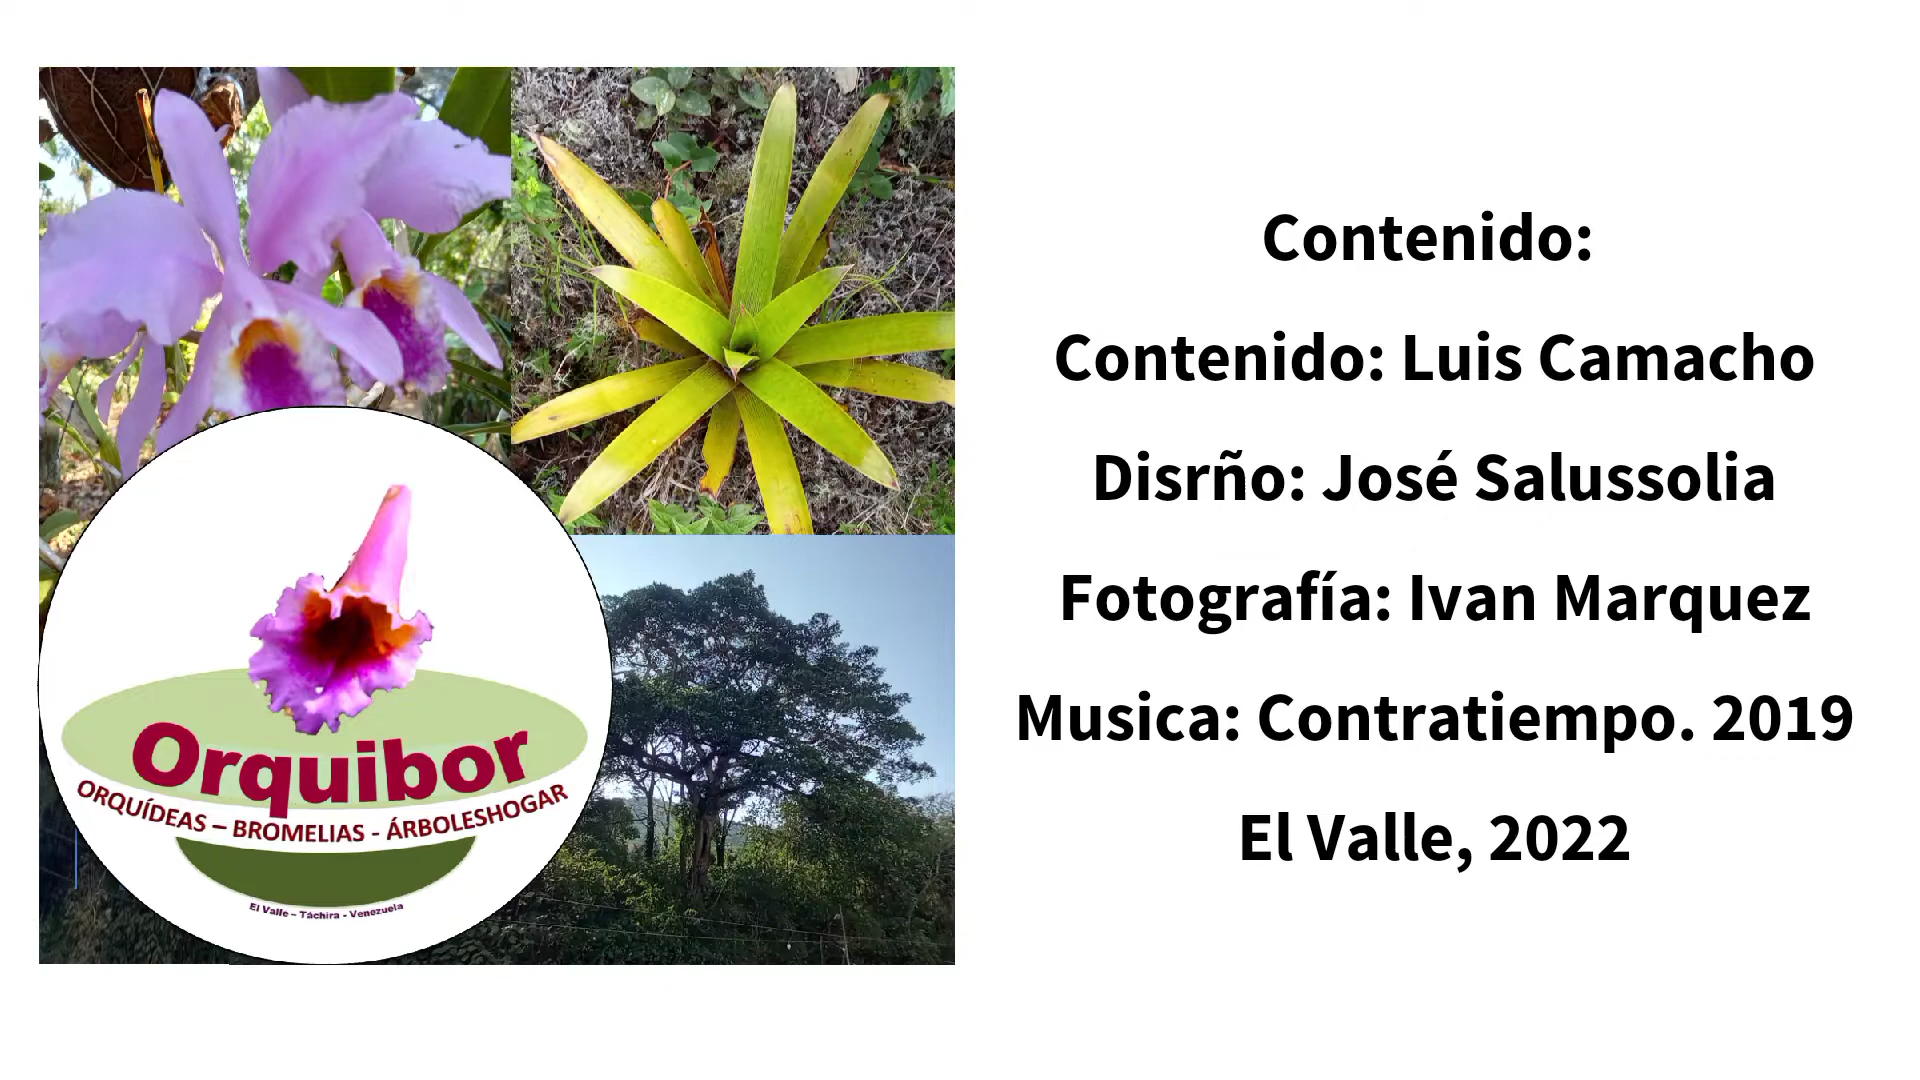 Orquibor
ORQUÍDEAS – BROMELIAS - ÁRBOLESHOGAR
El Valle – Táchira - Venezuela
Contenido:
Contenido: Luis Camacho
Disrño: José Salussolia
Fotografía: Ivan Marquez
Musica: Contratiempo. 2019
El Valle, 2022